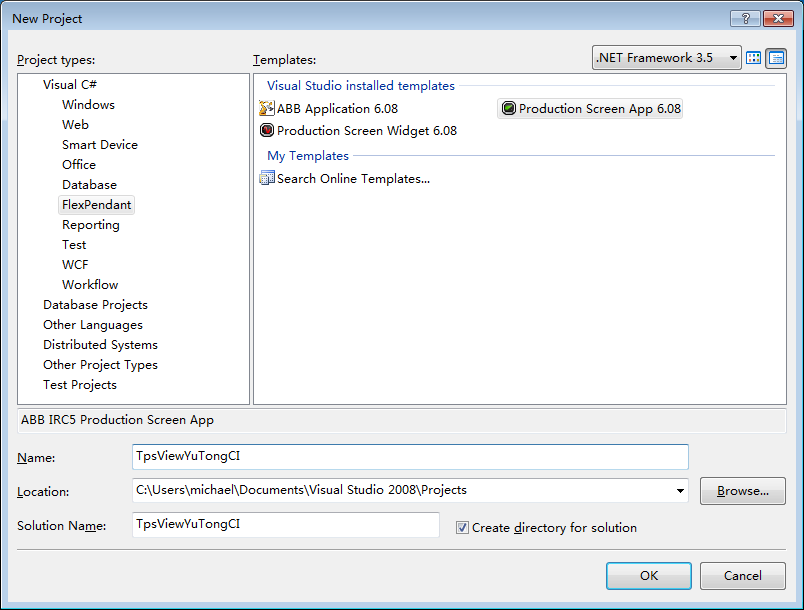 New Project
Project types:
Templates:
.NET Framework 3.5
Visual C#
Windows
Web
Smart Device
Office
Database
FlexPendant
Reporting
Test
WCF
Workflow
Database Projects
Other Languages
Distributed Systems
Other Project Types
Test Projects
Visual Studio installed templates
ABB Application 6.08
Production Screen App 6.08
Production Screen Widget 6.08
My Templates
Search Online Templates...
ABB IRC5 Production Screen App
Name:
TpsViewYuTongCI
Location:
C:\Users\michael\Documents\Visual Studio 2008\Projects
Browse...
Solution Name:
TpsViewYuTongCI
Create directory for solution
OK
Cancel